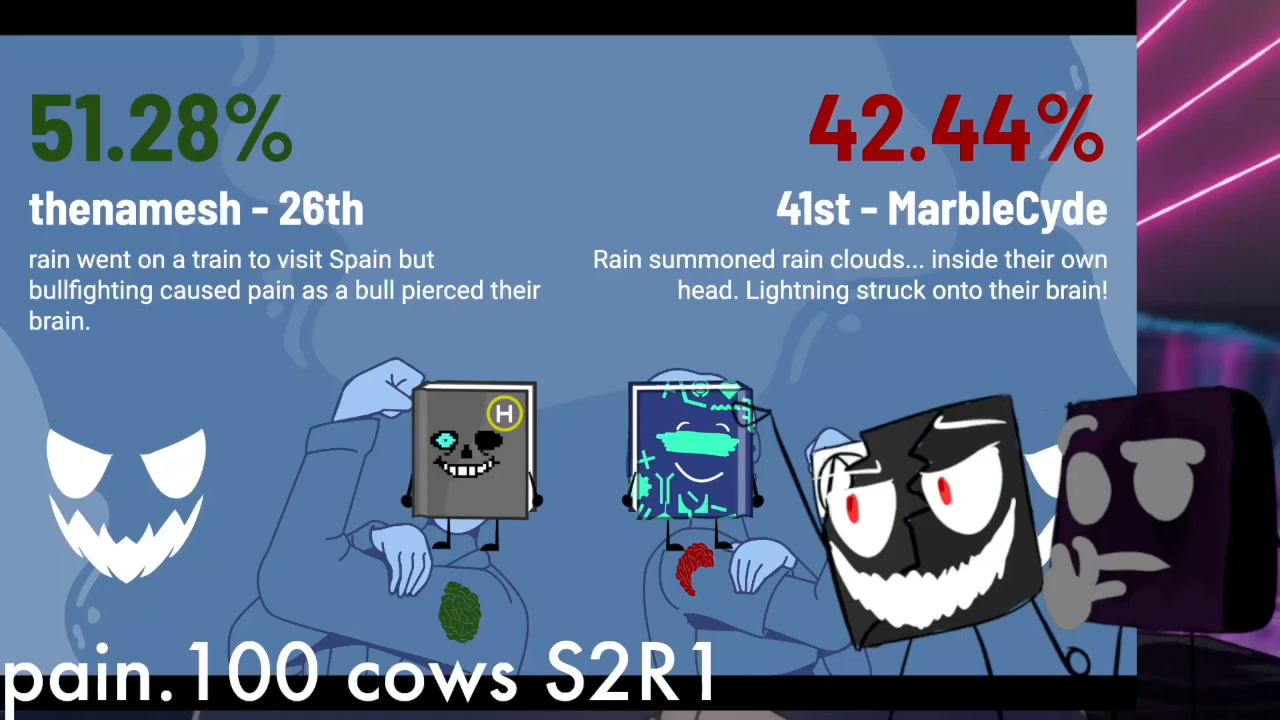 51.28%
thenamesh - 26th
rain went on a train to visit Spain but
bullfighting caused pain as a bull pierced their
brain.
42.44%
41st - MarbleCyde
Rain summoned rain clouds... inside their own
head. Lightning struck onto their brain!
H
pain.100 cows S2R1